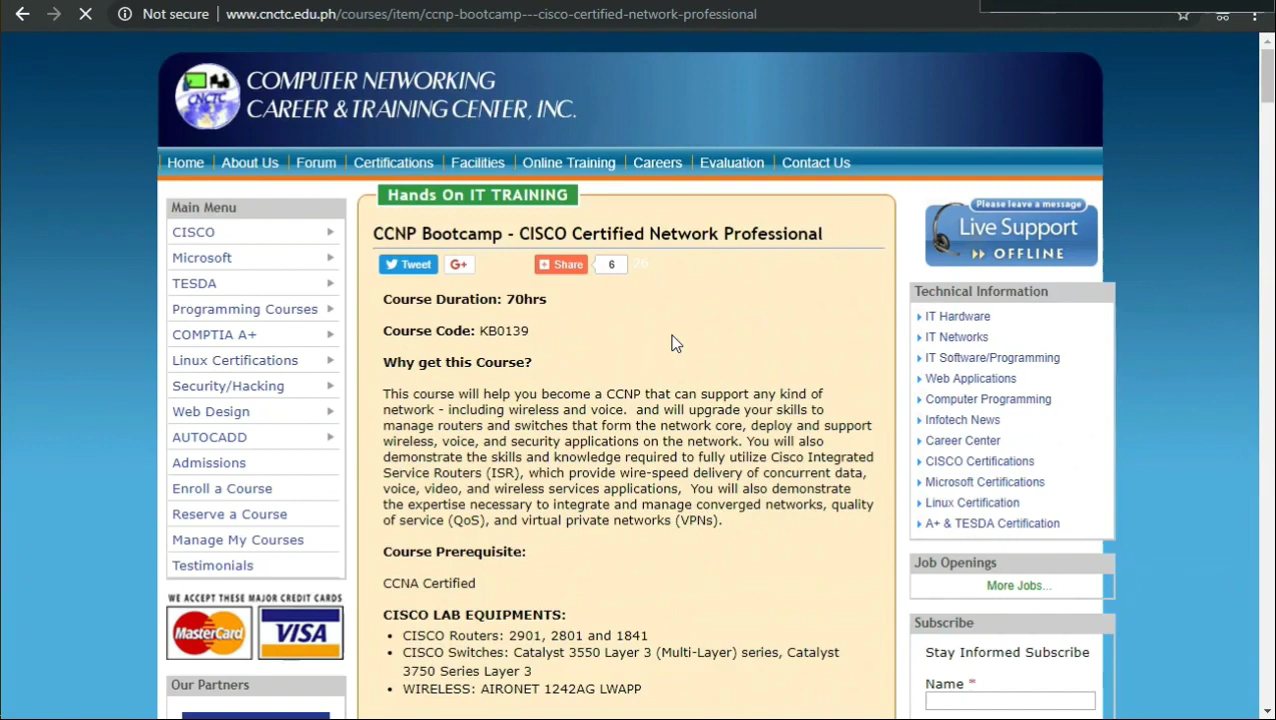 Not secure www.cnctc.edu.ph/courses/item/ccnp-bootcamp---cisco-certified-network-professional
CNCTC
COMPUTER NETWORKING
CAREER & TRAINING CENTER, INC.
Home About Us Forum Certifications Facilities Online Training Careers Evaluation Contact Us
Main Menu
CISCO
Microsoft
TESDA
Programming Courses
COMPTIA A+
Linux Certifications
Security/Hacking
Web Design
AUTOCADD
Admissions
Enroll a Course
Reserve a Course
Manage My Courses
Testimonials
WE ACCEPT THESE MAJOR CREDIT CARDS
MasterCard VISA
Our Partners
Hands On IT TRAINING
CCNP Bootcamp - CISCO Certified Network Professional
Tweet G+ Share 6 26
Course Duration: 70hrs
Course Code: KB0139
Why get this Course?
This course will help you become a CCNP that can support any kind of
network - including wireless and voice. and will upgrade your skills to
manage routers and switches that form the network core, deploy and support
wireless, voice, and security applications on the network. You will also
demonstrate the skills and knowledge required to fully utilize Cisco Integrated
Service Routers (ISR), which provide wire-speed delivery of concurrent data,
voice, video, and wireless services applications, You will also demonstrate
the expertise necessary to integrate and manage converged networks, quality
of service (QoS), and virtual private networks (VPNs).
Course Prerequisite:
CCNA Certified
CISCO LAB EQUIPMENTS:
• CISCO Routers: 2901, 2801 and 1841
• CISCO Switches: Catalyst 3550 Layer 3 (Multi-Layer) series, Catalyst
3750 Series Layer 3
• WIRELESS: AIRONET 1242AG LWAPP
Please leave a message
Live Support
OFFLINE
Technical Information
IT Hardware
IT Networks
IT Software/Programming
Web Applications
Computer Programming
Infotech News
Career Center
CISCO Certifications
Microsoft Certifications
Linux Certification
A+ & TESDA Certification
Job Openings
More Jobs...
Subscribe
Stay Informed Subscribe
Name *